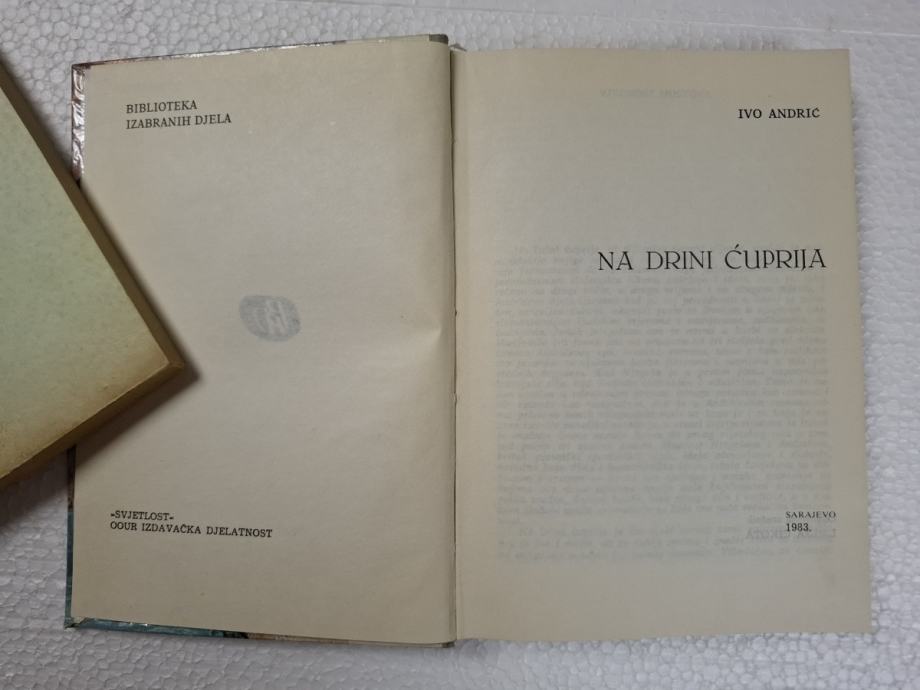 BIBLIOTEKA
IZABRANIH DJELA
»SVJETLOST«
OOUR IZDAVAČKA DJELATNOST
IVO ANDRIĆ
NA DRINI ĆUPRIJA
SARAJEVO
1983.